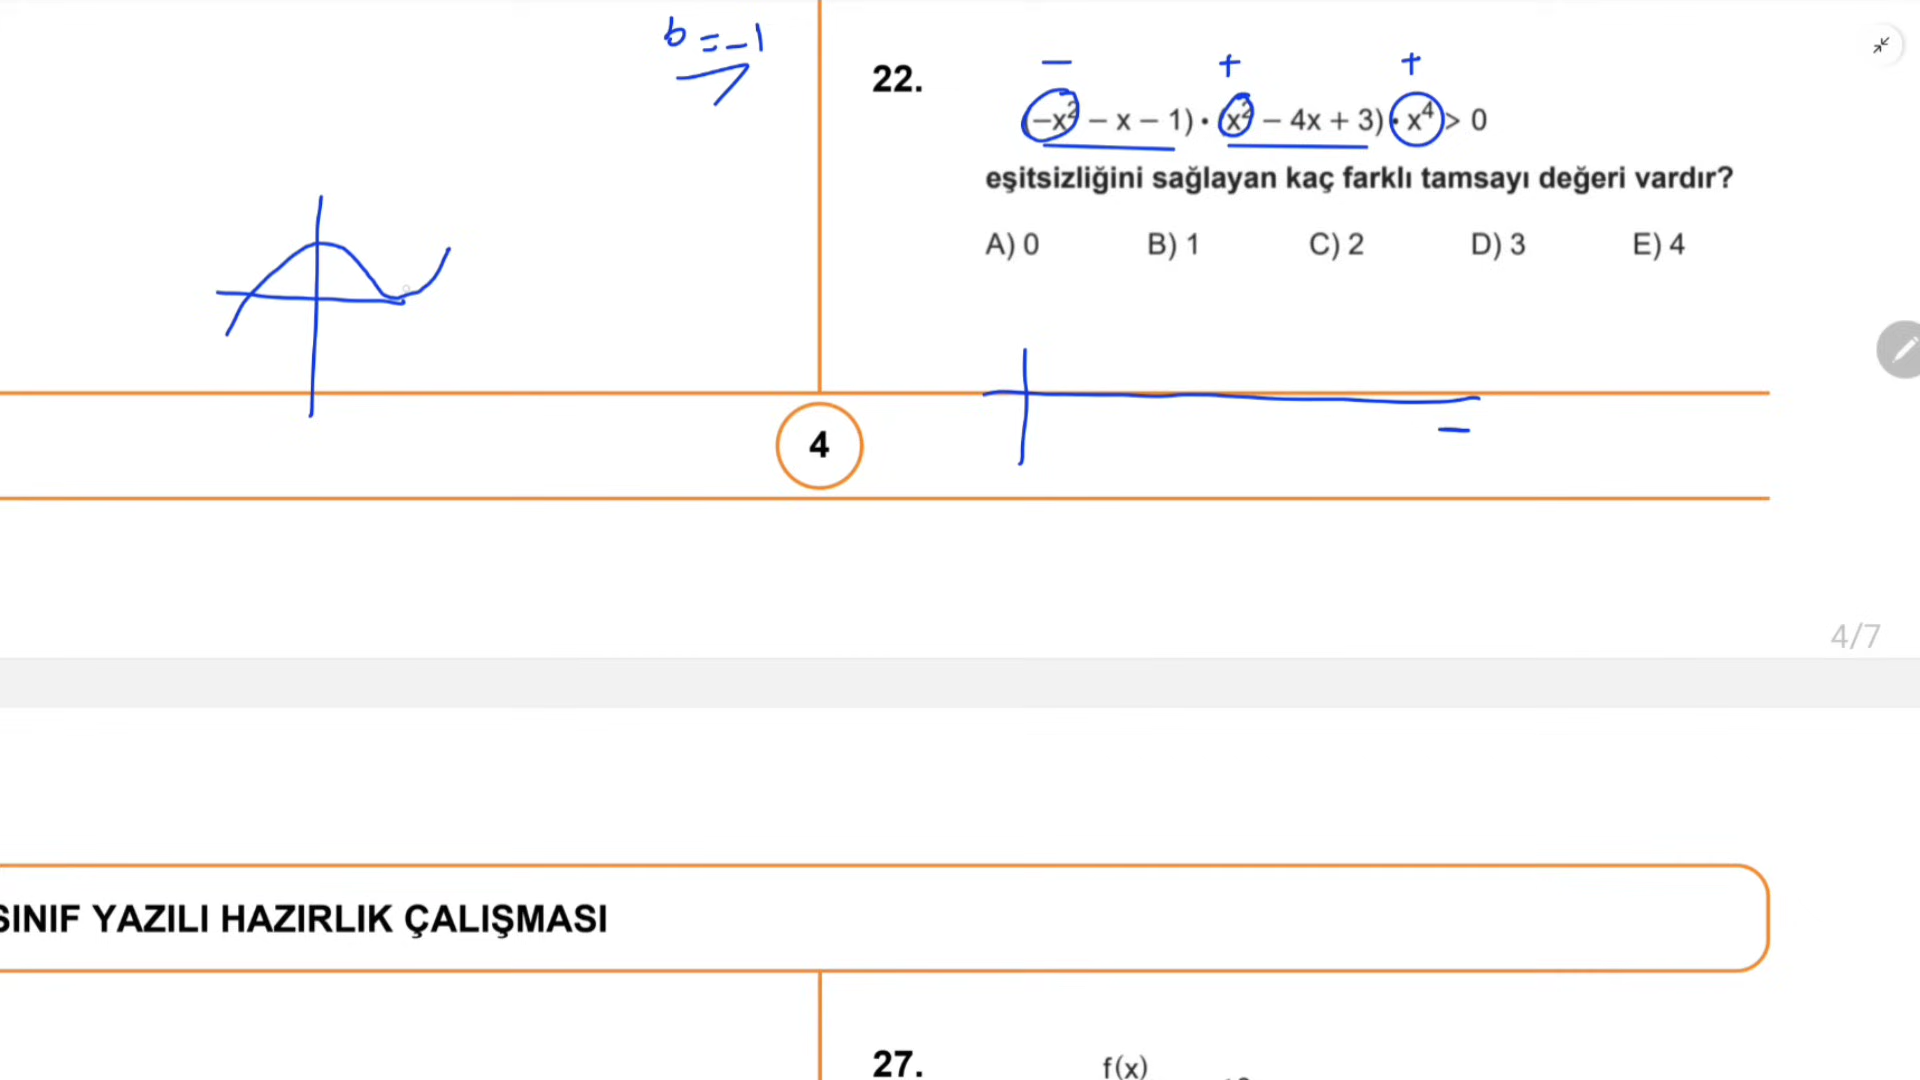 b = -1
22.
- + +
(-x² - x - 1) · (x² - 4x + 3) · x⁴ > 0
eşitsizliğini sağlayan kaç farklı tamsayı değeri vardır?
A) 0 B) 1 C) 2 D) 3 E) 4
-
4
4/7
SINIF YAZILI HAZIRLIK ÇALIŞMASI
27.
f(x)